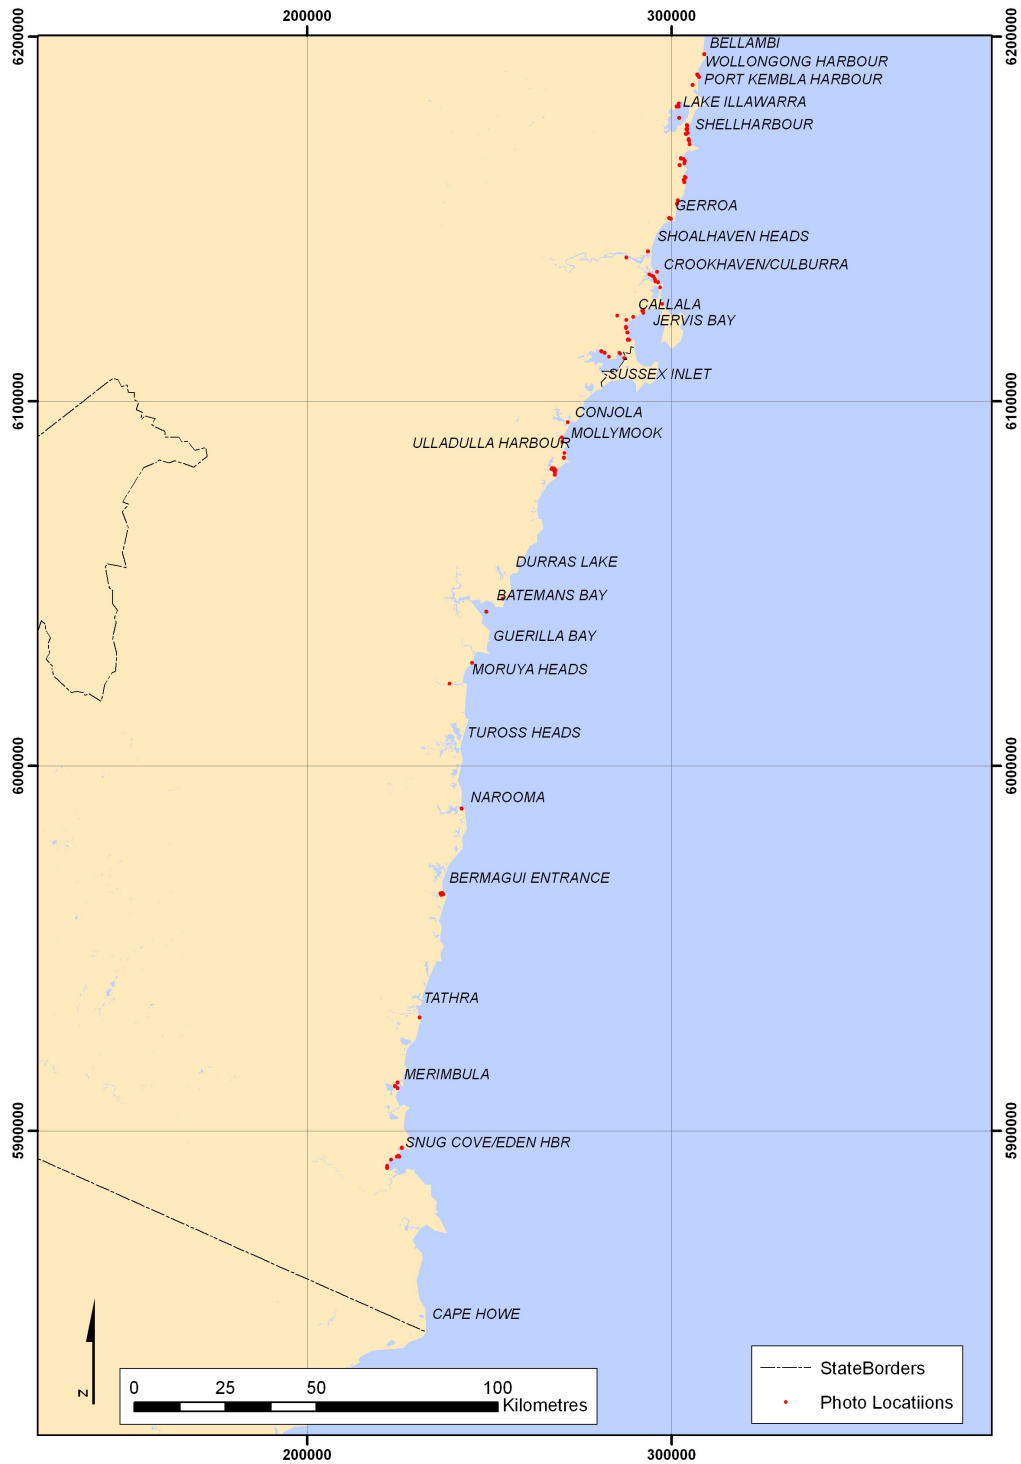 200000
300000
6200000
6200000
BELLAMBI
WOLLONGONG HARBOUR
PORT KEMBLA HARBOUR
LAKE ILLAWARRA
SHELLHARBOUR
GERROA
SHOALHAVEN HEADS
CROOKHAVEN/CULBURRA
CALLALA
JERVIS BAY
SUSSEX INLET
6100000
6100000
CONJOLA
MOLLYMOOK
ULLADULLA HARBOUR
DURRAS LAKE
BATEMANS BAY
GUERILLA BAY
MORUYA HEADS
TUROSS HEADS
6000000
6000000
NAROOMA
BERMAGUI ENTRANCE
TATHRA
MERIMBULA
5900000
5900000
SNUG COVE/EDEN HBR
CAPE HOWE
N
0 25 50 100
Kilometres
StateBorders
Photo Locatiions
200000
300000